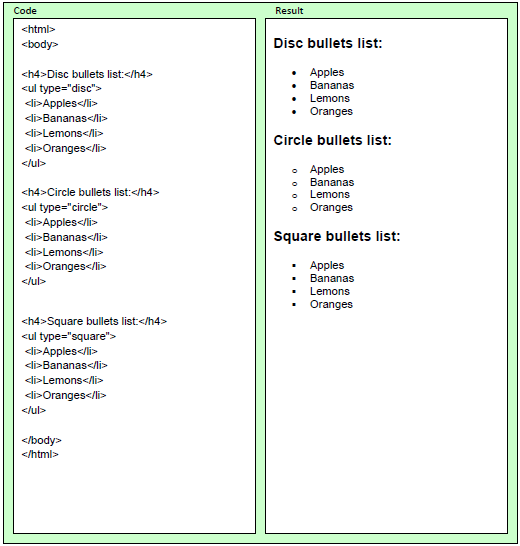 Code
<html>
<body>
<h4>Disc bullets list:</h4>
<ul type="disc">
<li>Apples</li>
<li>Bananas</li>
<li>Lemons</li>
<li>Oranges</li>
</ul>
<h4>Circle bullets list:</h4>
<ul type="circle">
<li>Apples</li>
<li>Bananas</li>
<li>Lemons</li>
<li>Oranges</li>
</ul>
<h4>Square bullets list:</h4>
<ul type="square">
<li>Apples</li>
<li>Bananas</li>
<li>Lemons</li>
<li>Oranges</li>
</ul>
</body>
</html>
Result
Disc bullets list:
• Apples
• Bananas
• Lemons
• Oranges
Circle bullets list:
o Apples
o Bananas
o Lemons
o Oranges
Square bullets list:
▪ Apples
▪ Bananas
▪ Lemons
▪ Oranges